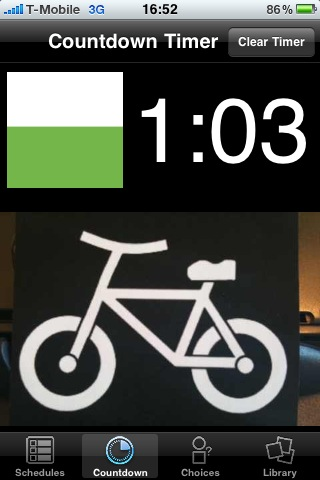 T-Mobile 3G 16:52 86%
Countdown Timer Clear Timer
1:03
Schedules Countdown Choices Library